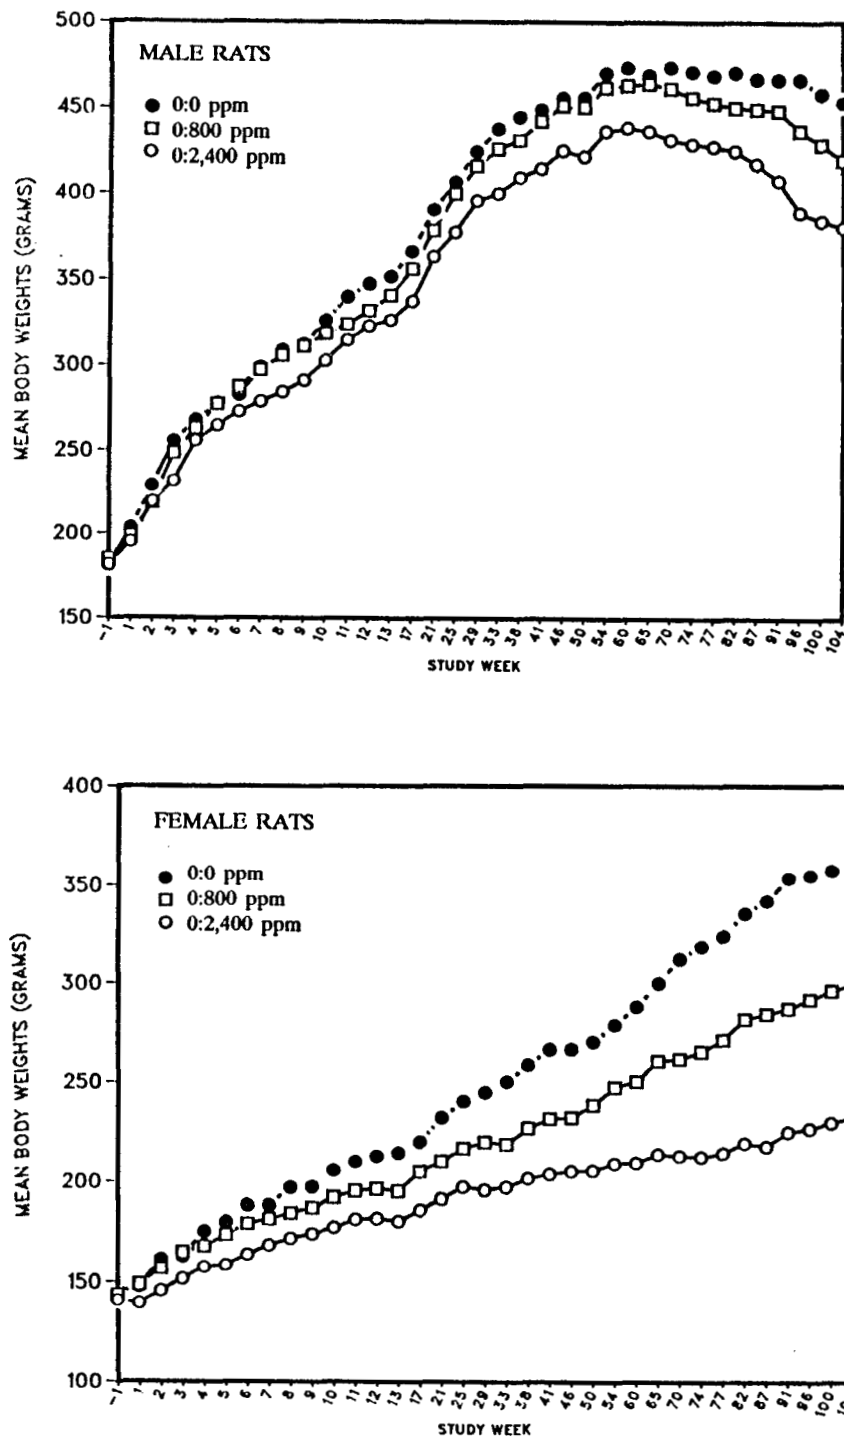 500
450
400
350
300
250
200
150
MEAN BODY WEIGHTS (GRAMS)
MALE RATS
0:0 ppm
0:800 ppm
0:2,400 ppm
-1 1 2 3 4 5 6 7 8 9 10 11 12 13 17 21 25 29 33 38 41 46 50 54 60 65 70 74 77 82 87 91 96 100 104
STUDY WEEK
400
350
300
250
200
150
100
MEAN BODY WEIGHTS (GRAMS)
FEMALE RATS
0:0 ppm
0:800 ppm
0:2,400 ppm
-1 1 2 3 4 5 6 7 8 9 10 11 12 13 17 21 25 29 33 38 41 46 50 54 60 65 70 74 77 82 87 91 96 100
STUDY WEEK